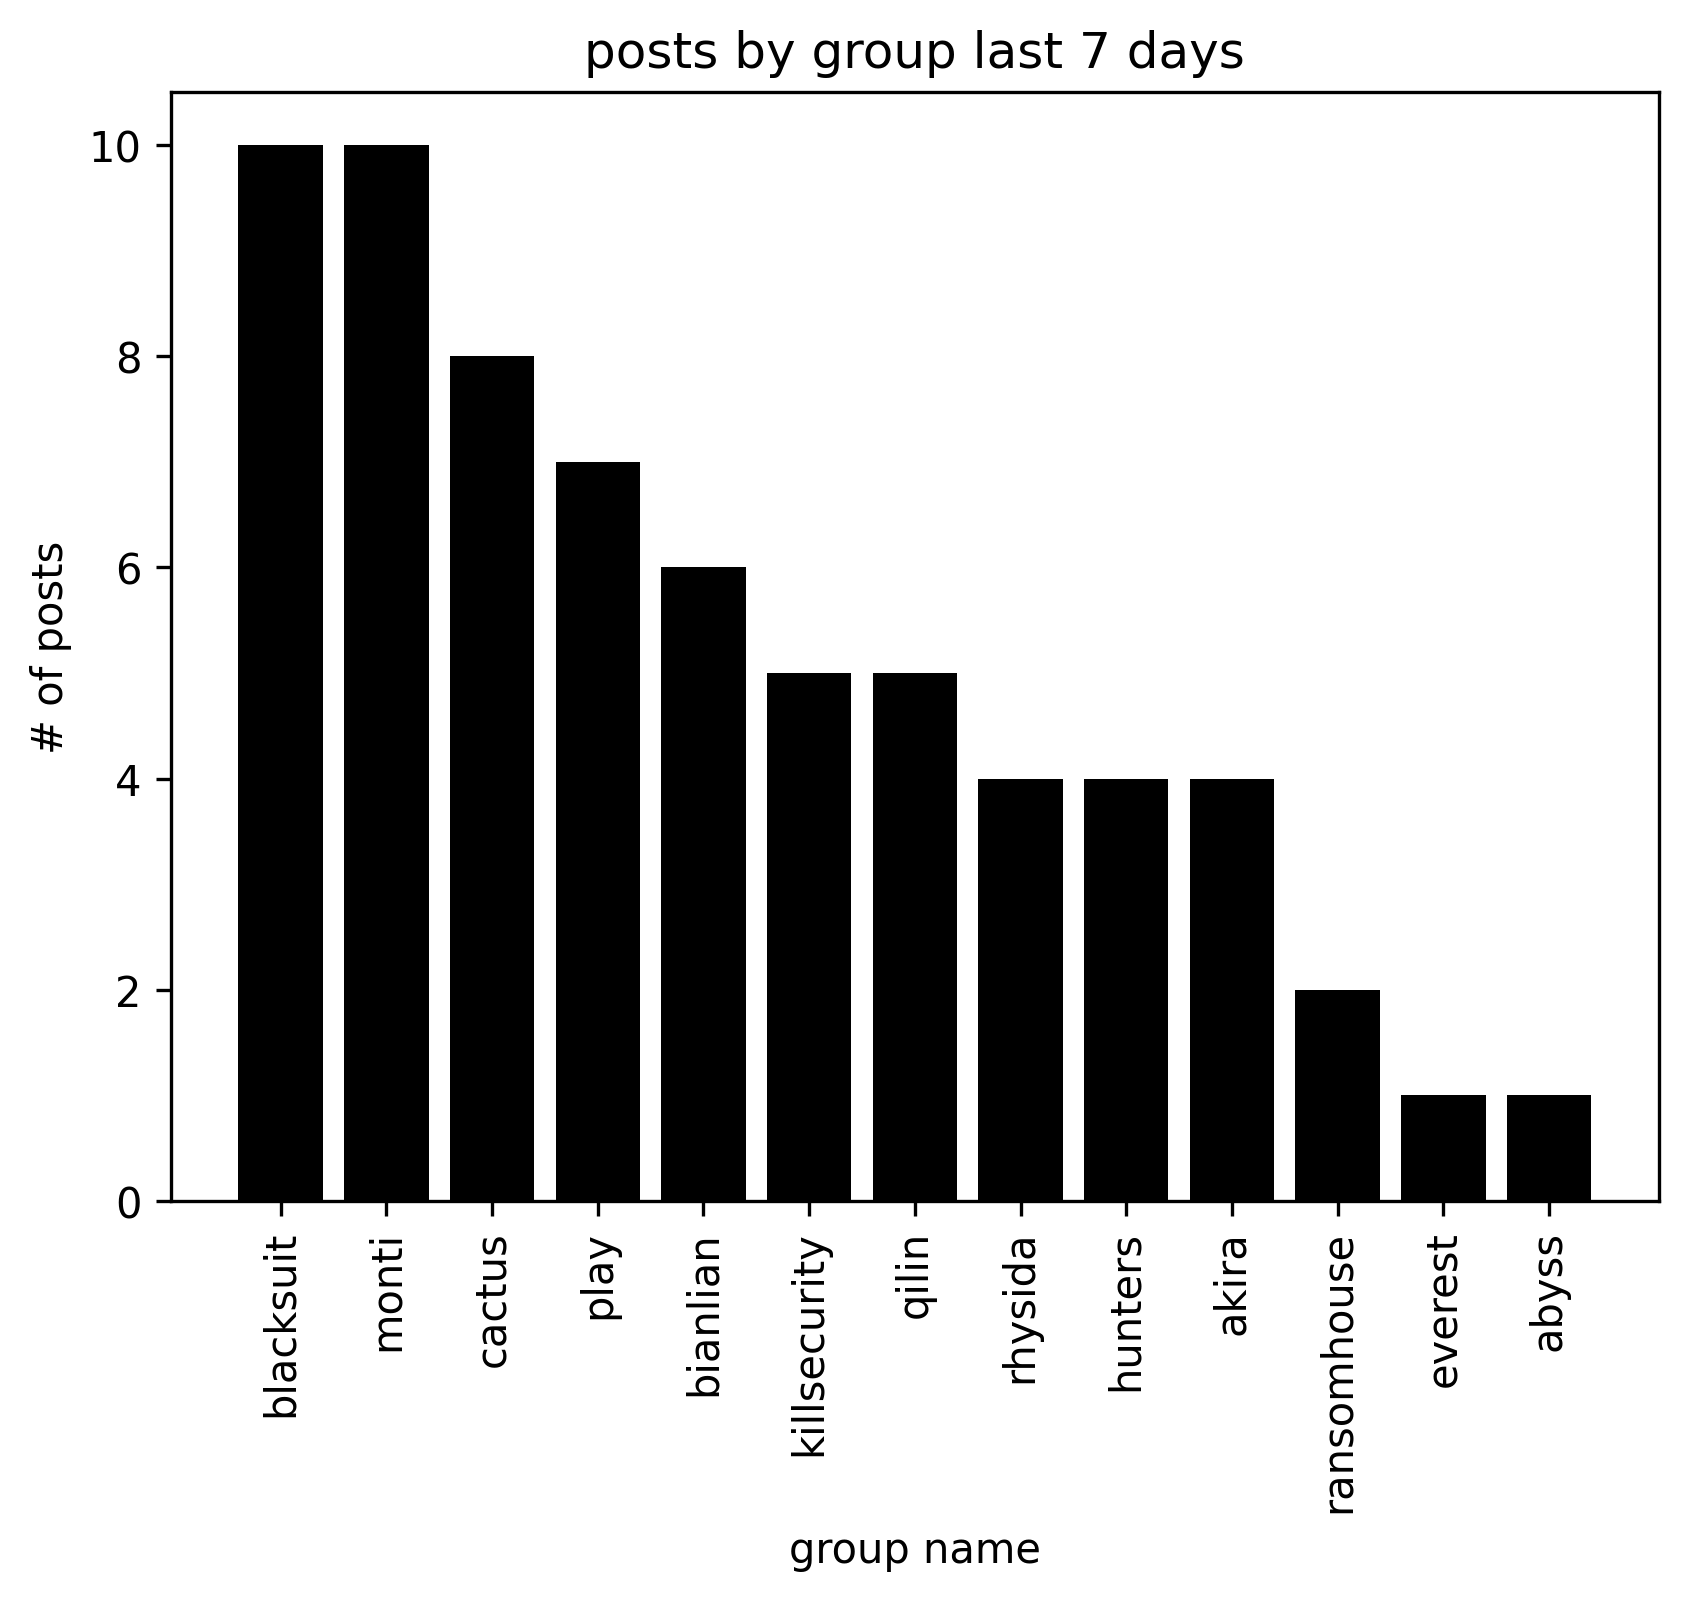 posts by group last 7 days
10
8
6
4
2
0
# of posts
blacksuit
monti
cactus
play
bianlian
killsecurity
qilin
rhysida
hunters
akira
ransomhouse
everest
abyss
group name